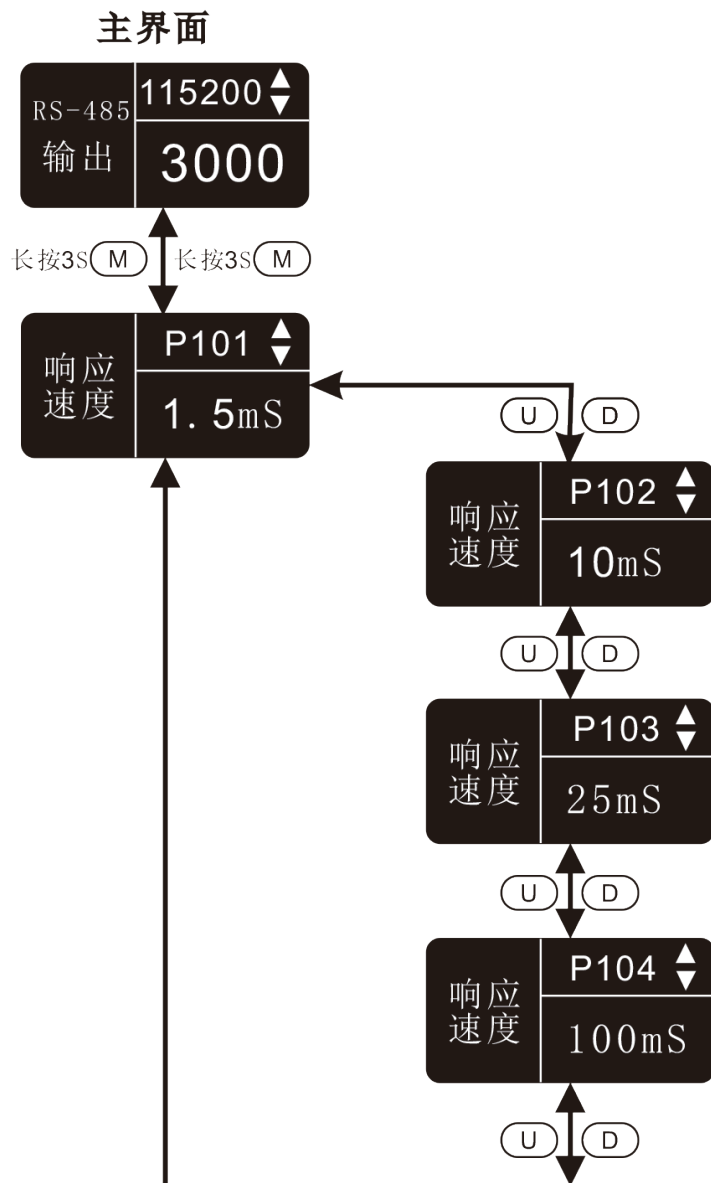 主界面
RS-485
输出
115200
3000
长按3S M
长按3S M
响应
速度
P101
1.5mS
U D
响应
速度
P102
10mS
U D
响应
速度
P103
25mS
U D
响应
速度
P104
100mS
U D